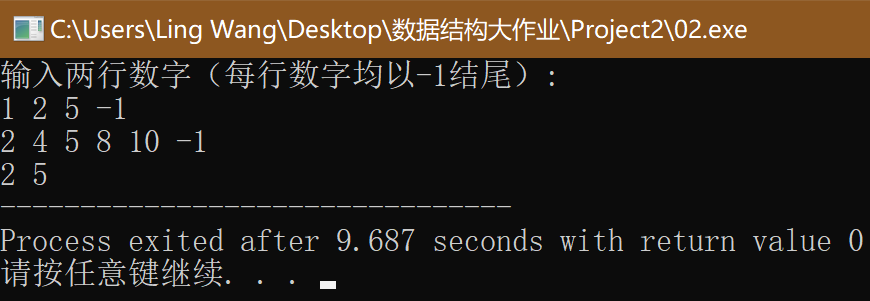 C:\Users\Ling Wang\Desktop\数据结构大作业\Project2\02.exe
输入两行数字（每行数字均以-1结尾）:
1 2 5 -1
2 4 5 8 10 -1
2 5
--------------------------------
Process exited after 9.687 seconds with return value 0
请按任意键继续. . .